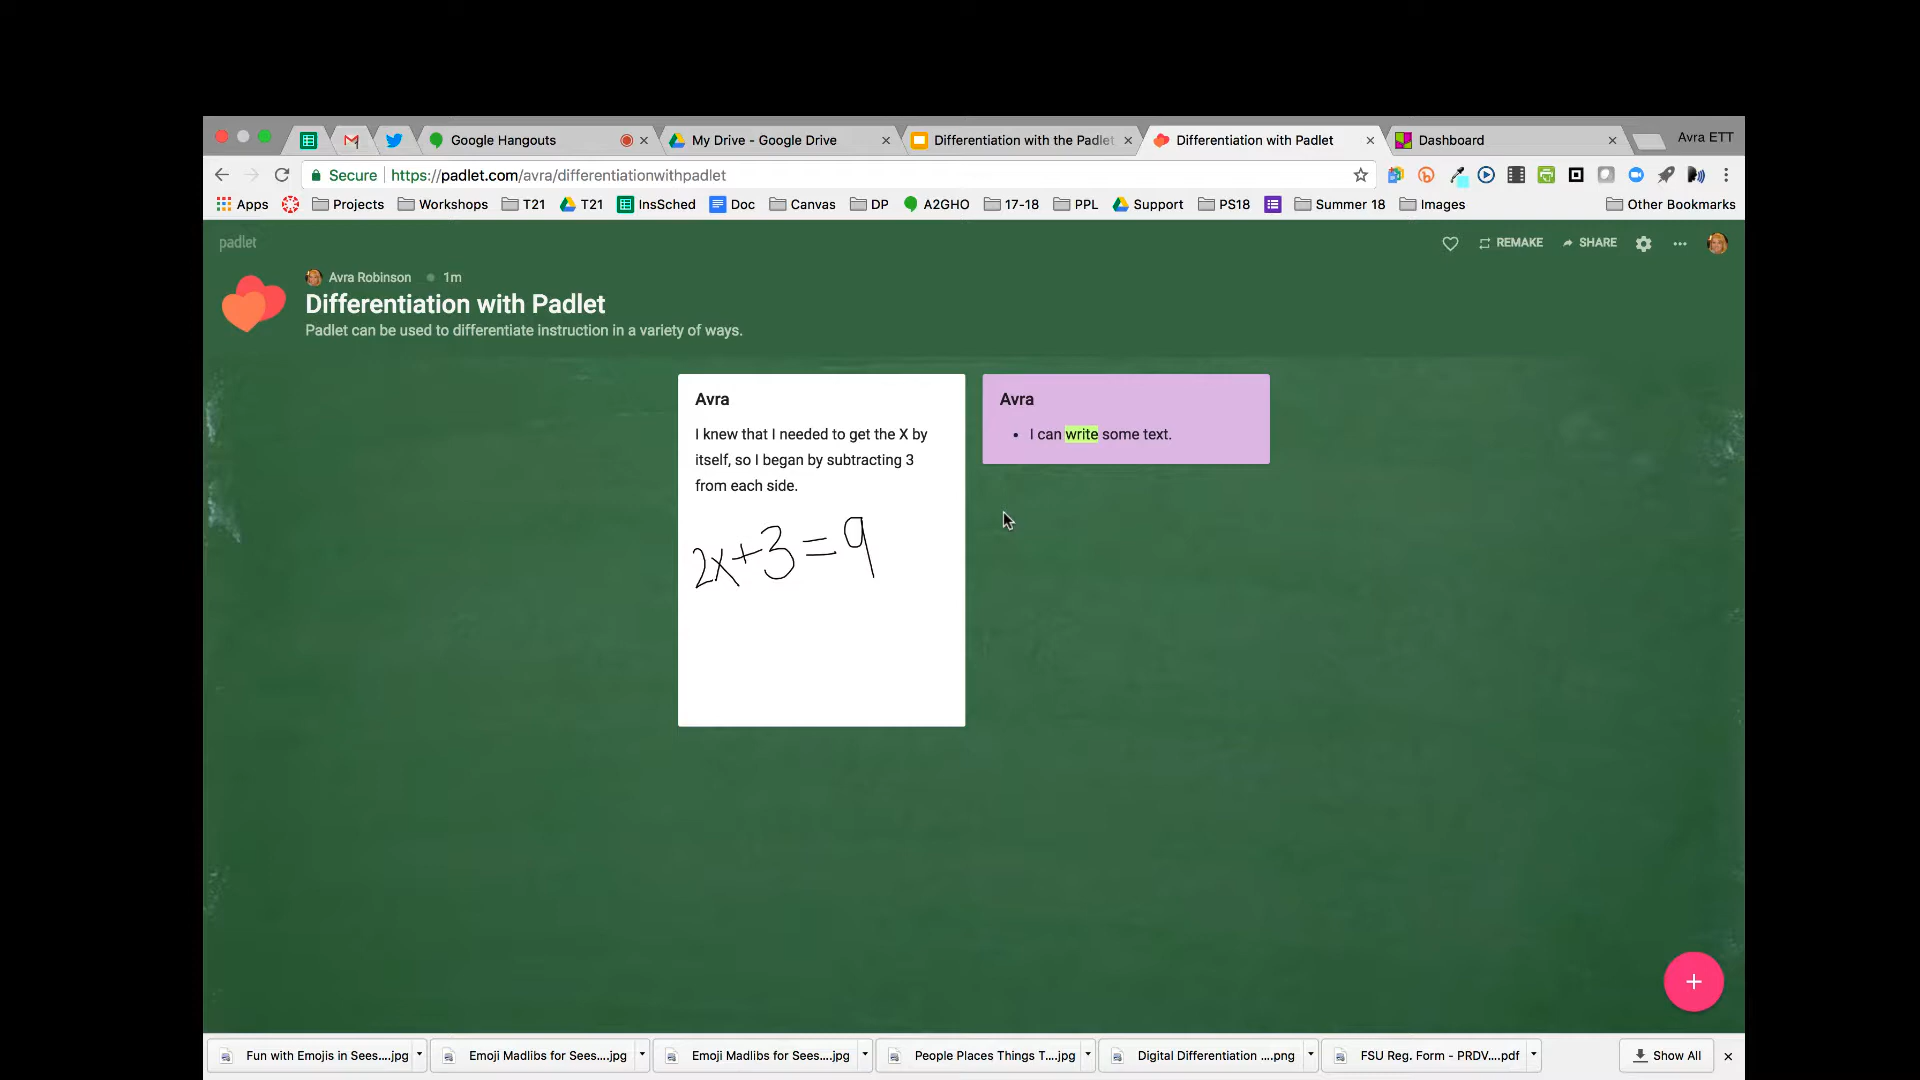 Google Hangouts
My Drive - Google Drive
Differentiation with the Padlet
Differentiation with Padlet
Dashboard
Avra ETT
Secure
https://padlet.com/avra/differentiationwithpadlet
Apps
Projects
Workshops
T21
T21
InsSched
Doc
Canvas
DP
A2GHO
17-18
PPL
Support
PS18
Summer 18
Images
Other Bookmarks
padlet
REMAKE
SHARE
Avra Robinson
1m
Differentiation with Padlet
Padlet can be used to differentiate instruction in a variety of ways.
Avra
I knew that I needed to get the X by
itself, so I began by subtracting 3
from each side.
2x+3=9
Avra
• I can write some text.
Fun with Emojis in Sees....jpg
Emoji Madlibs for Sees....jpg
Emoji Madlibs for Sees....jpg
People Places Things T....jpg
Digital Differentiation ....png
FSU Reg. Form - PRDV....pdf
Show All